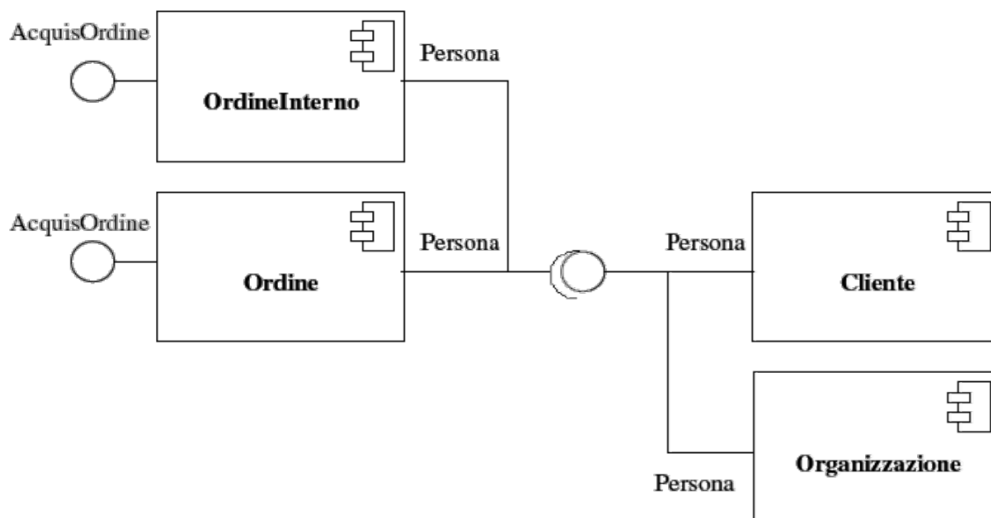 AcquisOrdine
Persona
OrdineInterno
AcquisOrdine
Persona
Persona
Ordine
Cliente
Organizzazione
Persona